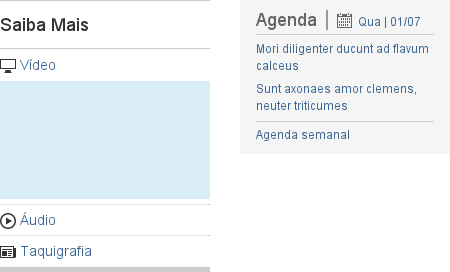 Saiba Mais
Vídeo
Áudio
Taquigrafia
Agenda | Qua | 01/07
Mori diligenter ducunt ad flavum
calceus
Sunt axonaes amor clemens,
neuter triticumes
Agenda semanal